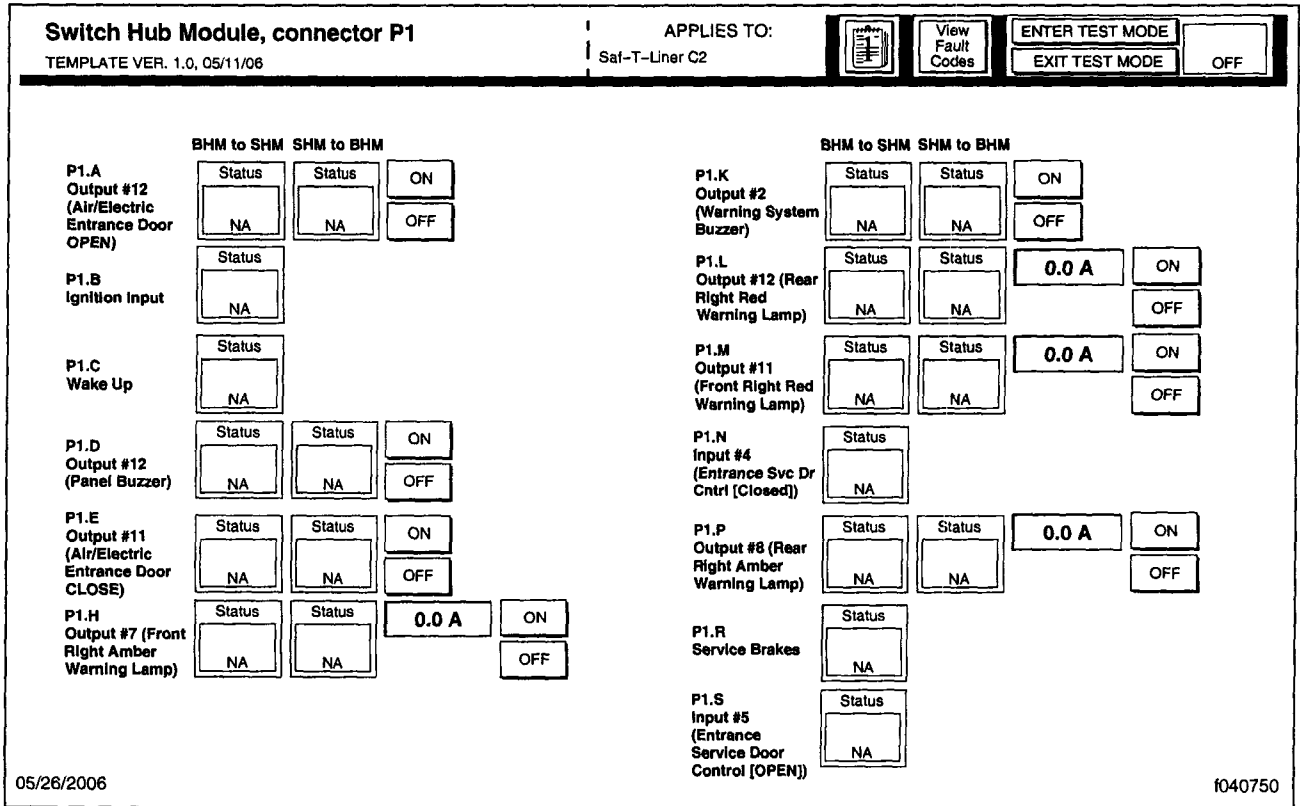 Switch Hub Module, connector P1
TEMPLATE VER. 1.0, 05/11/06
APPLIES TO:
Saf-T-Liner C2
View
Fault
Codes
ENTER TEST MODE
EXIT TEST MODE
OFF
BHM to SHM SHM to BHM
P1.A
Output #12
(Air/Electric
Entrance Door
OPEN)
Status
NA
Status
NA
ON
OFF
P1.B
Ignition Input
Status
NA
P1.C
Wake Up
Status
NA
P1.D
Output #12
(Panel Buzzer)
Status
NA
Status
NA
ON
OFF
P1.E
Output #11
(Air/Electric
Entrance Door
CLOSE)
Status
NA
Status
NA
ON
OFF
P1.H
Output #7 (Front
Right Amber
Warning Lamp)
Status
NA
Status
NA
0.0 A
ON
OFF
BHM to SHM SHM to BHM
P1.K
Output #2
(Warning System
Buzzer)
Status
NA
Status
NA
ON
OFF
P1.L
Output #12 (Rear
Right Red
Warning Lamp)
Status
NA
Status
NA
0.0 A
ON
OFF
P1.M
Output #11
(Front Right Red
Warning Lamp)
Status
NA
Status
NA
0.0 A
ON
OFF
P1.N
Input #4
(Entrance Svc Dr
Cntrl [Closed])
Status
NA
P1.P
Output #8 (Rear
Right Amber
Warning Lamp)
Status
NA
Status
NA
0.0 A
ON
OFF
P1.R
Service Brakes
Status
NA
P1.S
Input #5
(Entrance
Service Door
Control [OPEN])
Status
NA
05/26/2006
f040750